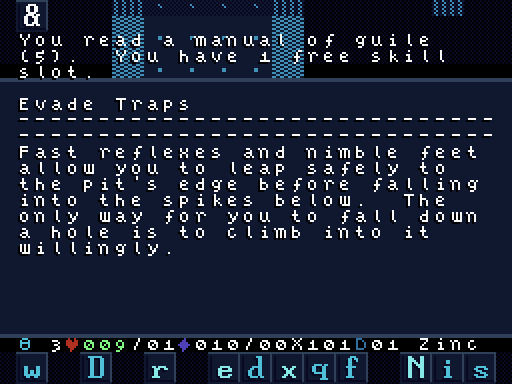 &
You read a manual of guile
(5). You have 1 free skill
slot.
Evade Traps
Fast reflexes and nimble feet
allow you to leap safely to
the pit's edge before falling
into the spikes below. The
only way for you to fall down
a hole is to climb into it
willingly.
3♥009/01◆010/00X101D01 Zinc
w D r e d x q f N i s